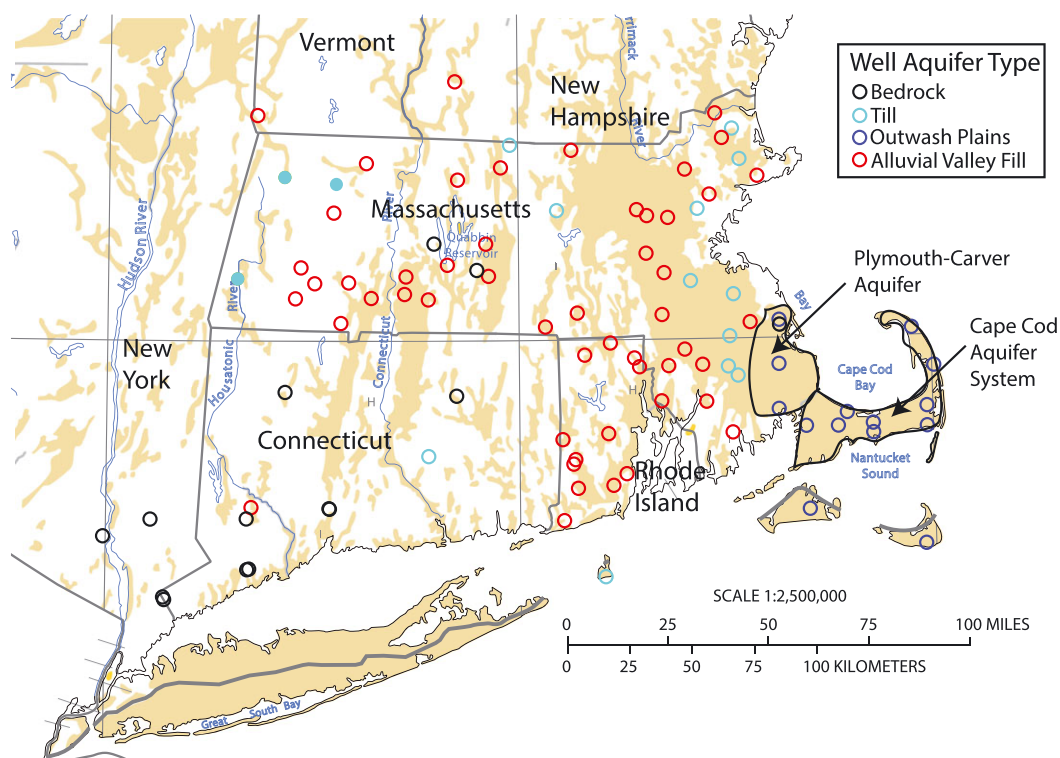 Vermont
New
Hampshire
rrimack
River
Well Aquifer Type
Bedrock
Till
Outwash Plains
Alluvial Valley Fill
Hudson River
Massachusetts
River
Quabbin
Reservoir
River
Housatonic
Connecticut
New
York
Connecticut
H
H
I
Bay
Plymouth-Carver
Aquifer
Cape Cod
Aquifer
System
Cape Cod
Bay
Nantucket
Sound
Rhode
Island
I
Great South Bay
SCALE 1:2,500,000
0 25 50 75 100 MILES
0 25 50 75 100 KILOMETERS